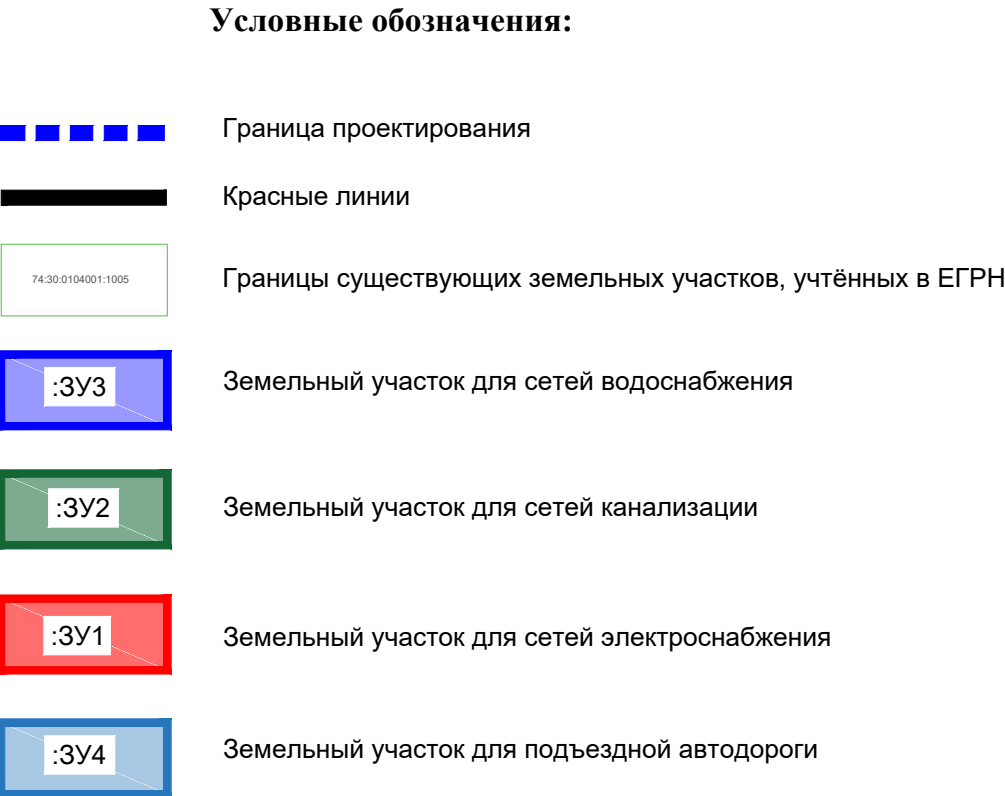 Условные обозначения:
Граница проектирования
Красные линии
74:30:0104001:1005
Границы существующих земельных участков, учтённых в ЕГРН
:ЗУ3
Земельный участок для сетей водоснабжения
:ЗУ2
Земельный участок для сетей канализации
:ЗУ1
Земельный участок для сетей электроснабжения
:ЗУ4
Земельный участок для подъездной автодороги